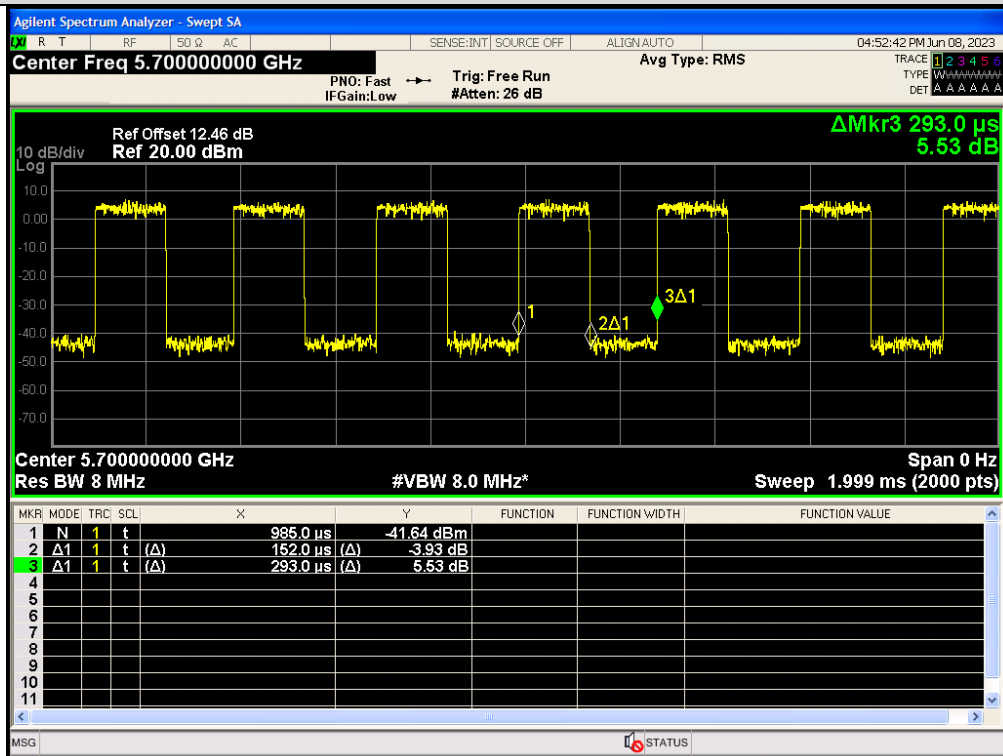 Agilent Spectrum Analyzer - Swept SA
LXI R T RF 50 Ω AC SENSE:INT SOURCE OFF ALIGN AUTO 04:52:42 PM Jun 08, 2023
Center Freq 5.700000000 GHz Avg Type: RMS TRACE 1 2 3 4 5 6
PNO: Fast Trig: Free Run TYPE WWWWWW
IFGain:Low #Atten: 26 dB DET A A A A A A
ΔMkr3 293.0 µs
Ref Offset 12.46 dB
10 dB/div Ref 20.00 dBm 5.53 dB
Log
10.0
0.00
-10.0
-20.0
-30.0
-40.0
-50.0
-60.0
-70.0
1
2Δ1
3Δ1
Center 5.700000000 GHz Span 0 Hz
Res BW 8 MHz #VBW 8.0 MHz* Sweep 1.999 ms (2000 pts)
MKR MODE TRC SCL X Y FUNCTION FUNCTION WIDTH FUNCTION VALUE
1 N 1 t 985.0 µs -41.64 dBm
2 Δ1 1 t (Δ) 152.0 µs (Δ) -3.93 dB
3 Δ1 1 t (Δ) 293.0 µs (Δ) 5.53 dB
4
5
6
7
8
9
10
11
MSG STATUS